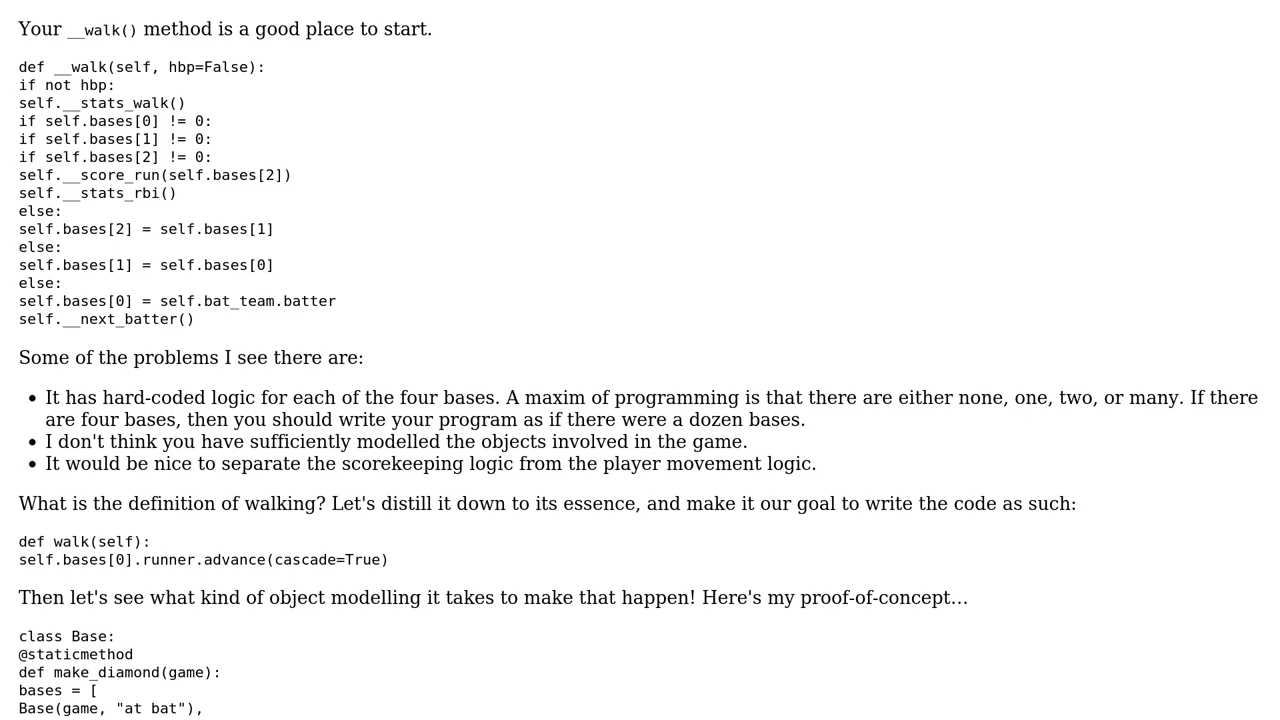 Your __walk() method is a good place to start.
def __walk(self, hbp=False):
if not hbp:
self.__stats_walk()
if self.bases[0] != 0:
if self.bases[1] != 0:
if self.bases[2] != 0:
self.__score_run(self.bases[2])
self.__stats_rbi()
else:
self.bases[2] = self.bases[1]
else:
self.bases[1] = self.bases[0]
else:
self.bases[0] = self.bat_team.batter
self.__next_batter()
Some of the problems I see there are:
• It has hard-coded logic for each of the four bases. A maxim of programming is that there are either none, one, two, or many. If there
are four bases, then you should write your program as if there were a dozen bases.
• I don't think you have sufficiently modelled the objects involved in the game.
• It would be nice to separate the scorekeeping logic from the player movement logic.
What is the definition of walking? Let's distill it down to its essence, and make it our goal to write the code as such:
def walk(self):
self.bases[0].runner.advance(cascade=True)
Then let's see what kind of object modelling it takes to make that happen! Here's my proof-of-concept…
class Base:
@staticmethod
def make_diamond(game):
bases = [
Base(game, "at bat"),